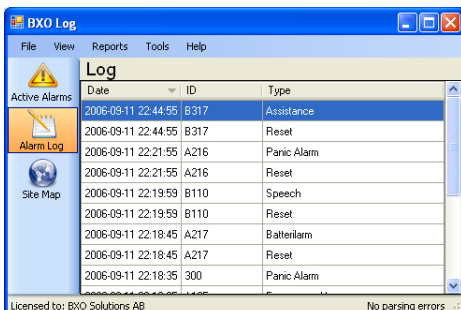 BXO Log
File View Reports Tools Help
Active Alarms
Alarm Log
Site Map
Log
Date ID Type
2006-09-11 22:44:55 B317 Assistance
2006-09-11 22:44:55 B317 Reset
2006-09-11 22:21:55 A216 Panic Alarm
2006-09-11 22:21:55 A216 Reset
2006-09-11 22:19:59 B110 Speech
2006-09-11 22:19:59 B110 Reset
2006-09-11 22:18:45 A217 Batterilarm
2006-09-11 22:18:45 A217 Reset
2006-09-11 22:18:35 300 Panic Alarm
Licensed to: BXO Solutions AB No parsing errors